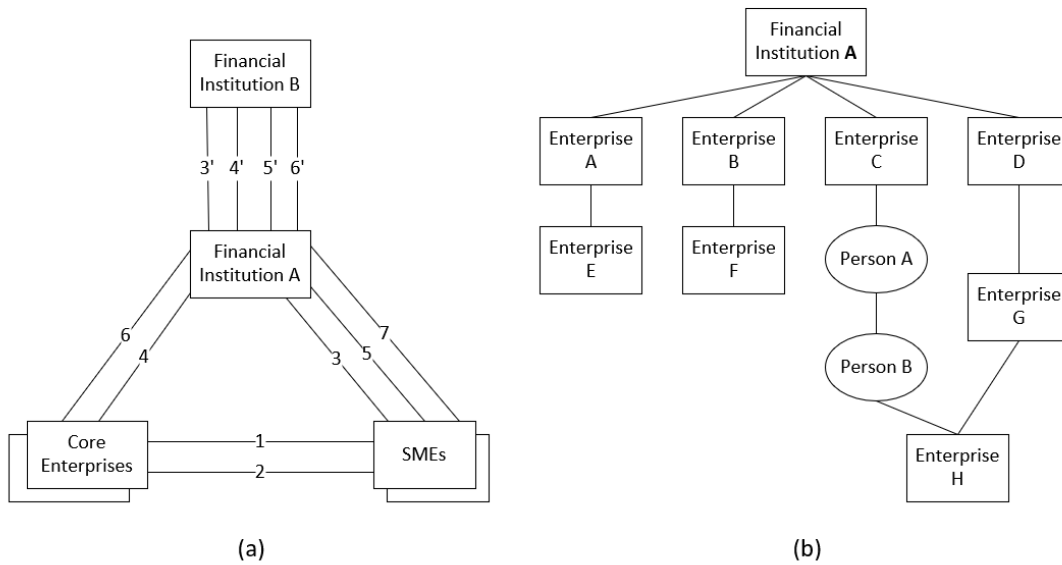 Financial
Institution B
3' 4' 5' 6'
Financial
Institution A
6
4
3
5
7
Core
Enterprises
1
2
SMEs
(a)
Financial
Institution A
Enterprise
A
Enterprise
B
Enterprise
C
Enterprise
D
Enterprise
E
Enterprise
F
Person A
Enterprise
G
Person B
Enterprise
H
(b)